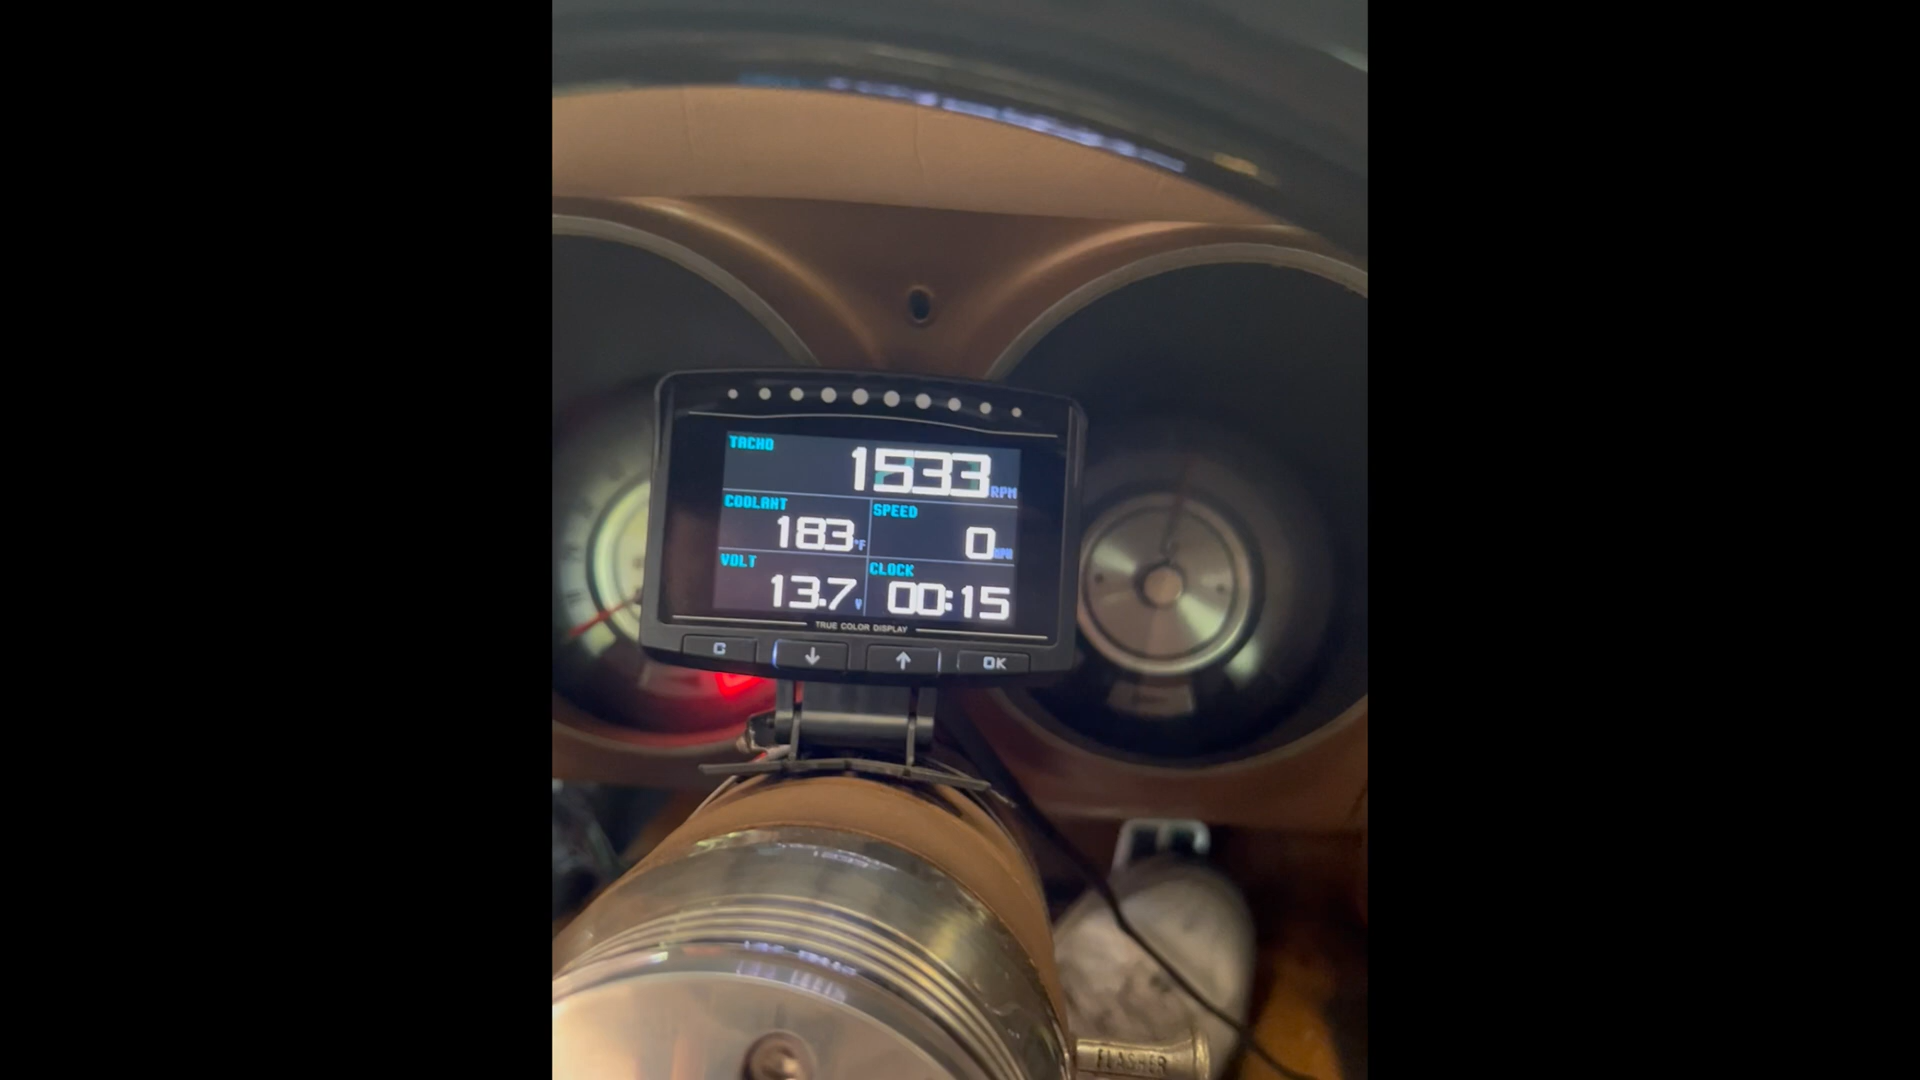 TACHO
1533 RPM
COOLANT
183 °F
SPEED
0
VOLT
13.7 V
CLOCK
00:15
TRUE COLOR DISPLAY
C ↓ ↑ OK
FLASHER